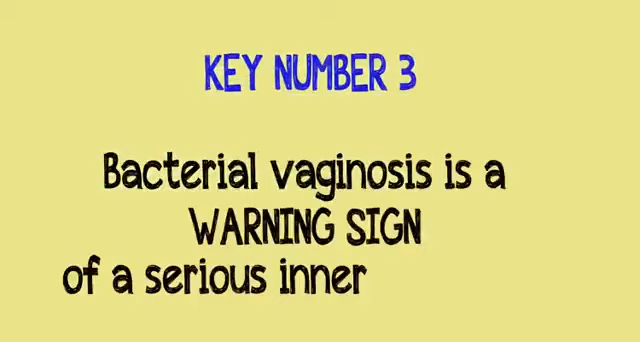 KEY NUMBER 3
Bacterial vaginosis is a
WARNING SIGN
of a serious inner